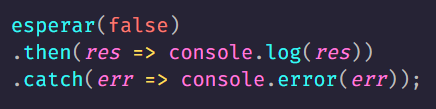 esperar(false)
.then(res => console.log(res))
.catch(err => console.error(err));